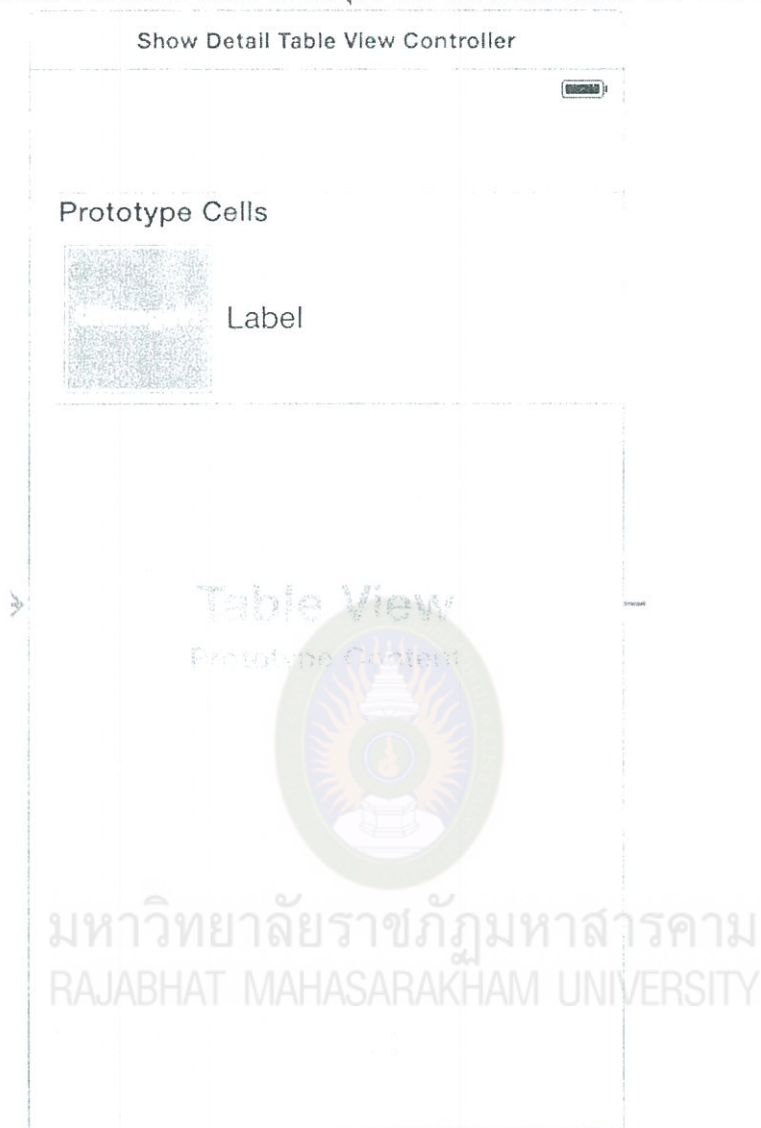 Show Detail Table View Controller
Prototype Cells
Label
Table View
Prototype Content
มหาวิทยาลัยราชภัฏมหาสารคาม
RAJABHAT MAHASARAKHAM UNIVERSITY